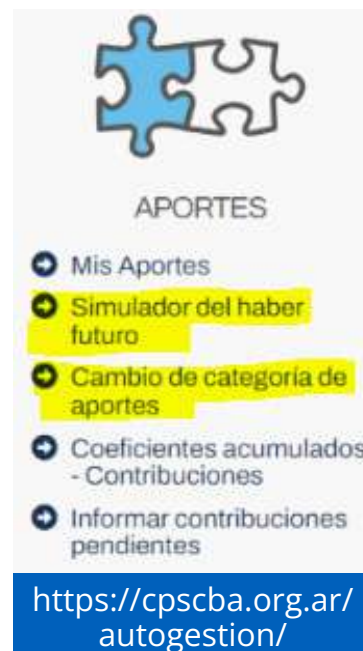 APORTES
Mis Aportes
Simulador del haber
futuro
Cambio de categoría de
aportes
Coeficientes acumulados
- Contribuciones
Informar contribuciones
pendientes
https://cpscba.org.ar/
autogestion/